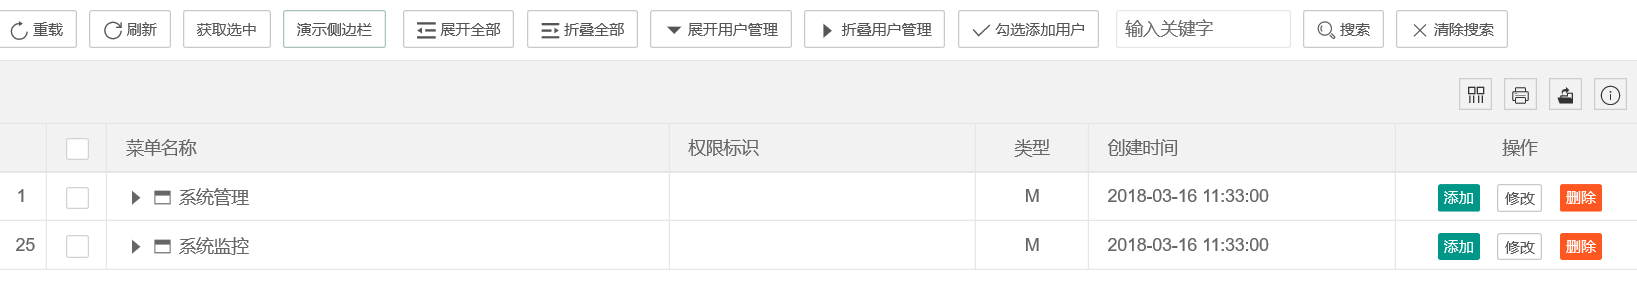 重载 刷新 获取选中 演示侧边栏 展开全部 折叠全部 展开用户管理 折叠用户管理 勾选添加用户 输入关键字 搜索 清除搜索
菜单名称 权限标识 类型 创建时间 操作
1 系统管理 M 2018-03-16 11:33:00 添加 修改 删除
25 系统监控 M 2018-03-16 11:33:00 添加 修改 删除